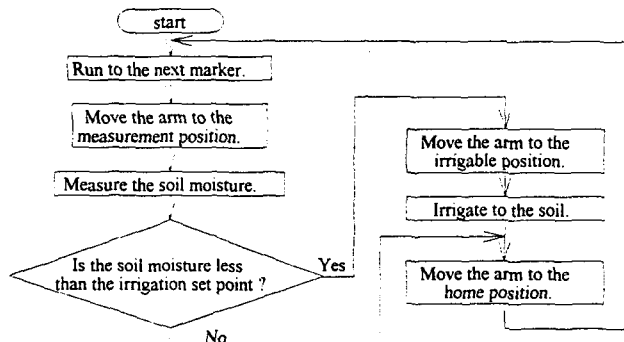 start
Run to the next marker.
Move the arm to the
measurement position.
Measure the soil moisture.
Is the soil moisture less
than the irrigation set point ?
Yes
No
Move the arm to the
irrigable position.
Irrigate to the soil.
Move the arm to the
home position.